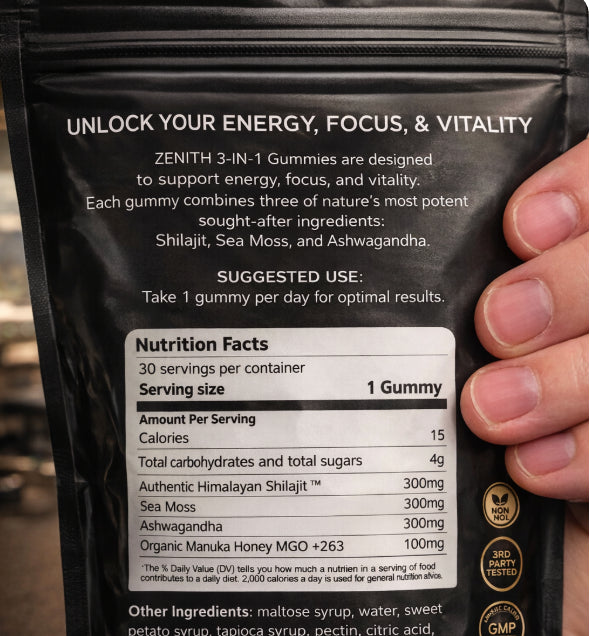 UNLOCK YOUR ENERGY, FOCUS, & VITALITY
ZENITH 3-IN-1 Gummies are designed
to support energy, focus, and vitality.
Each gummy combines three of nature's most potent
sought-after ingredients:
Shilajit, Sea Moss, and Ashwagandha.
SUGGESTED USE:
Take 1 gummy per day for optimal results.
Nutrition Facts
30 servings per container
Serving size 1 Gummy
Amount Per Serving
Calories 15
Total carbohydrates and total sugars 4g
Authentic Himalayan Shilajit ™ 300mg
Sea Moss 300mg
Ashwagandha 300mg
Organic Manuka Honey MGO +263 100mg
*The % Daily Value (DV) tells you how much a nutrien in a serving of food
contributes to a daily diet. 2,000 calories a day is used for general nutrition advice.
Other Ingredients: maltose syrup, water, sweet
potato syrup, tapioca syrup, pectin, citric acid,
NON
3RD
PARTY
TESTED
GMP